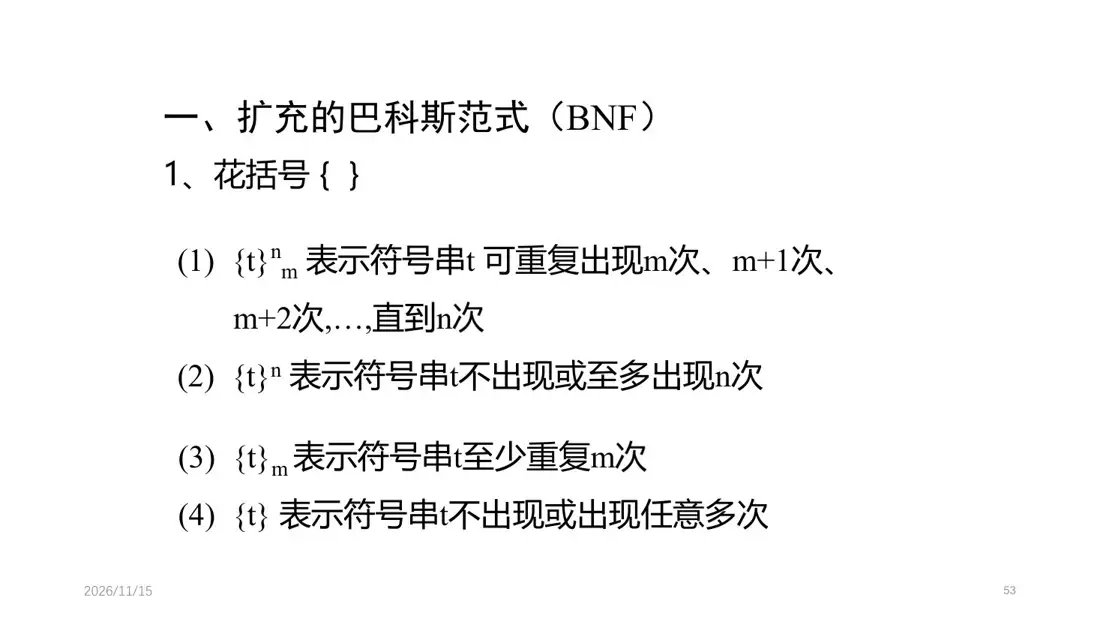 一、扩充的巴科斯范式（BNF）
1、花括号 { }
(1) {t}ⁿₘ 表示符号串t 可重复出现m次、m+1次、
m+2次,…,直到n次
(2) {t}ⁿ 表示符号串t不出现或至多出现n次
(3) {t}ₘ 表示符号串t至少重复m次
(4) {t} 表示符号串t不出现或出现任意多次
2026/11/15
53